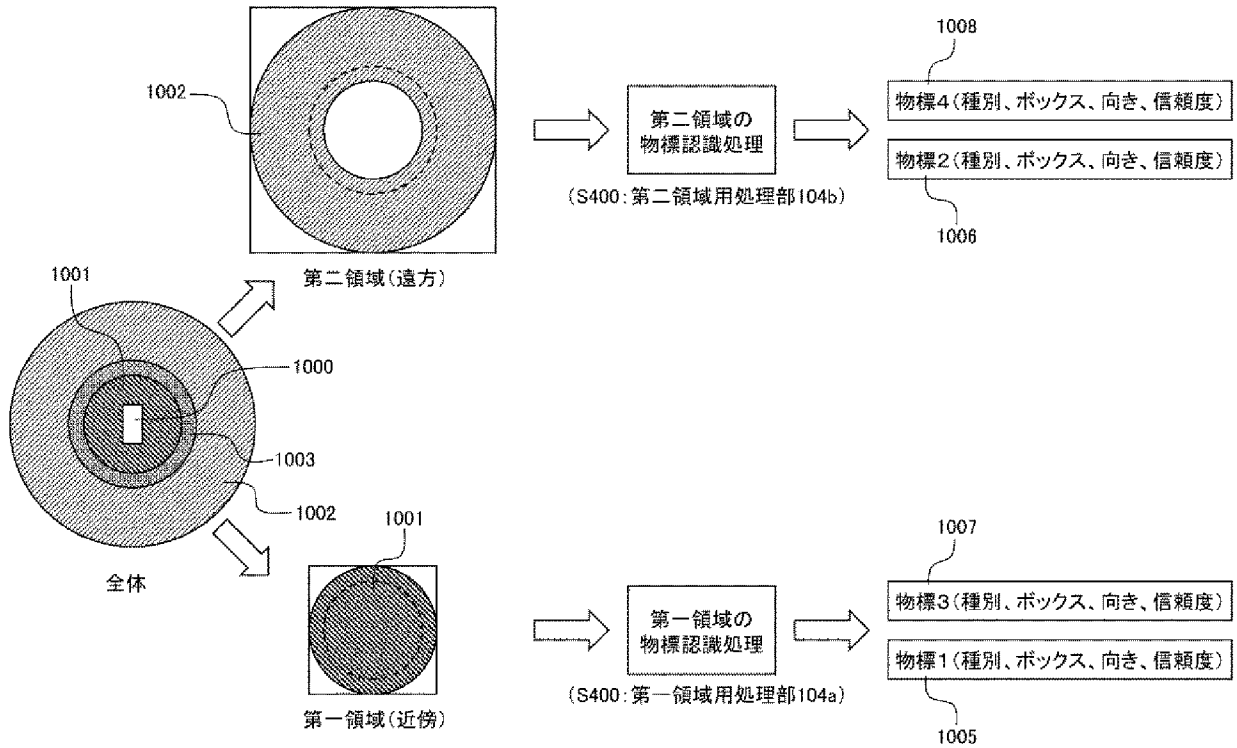 1008
1002
第二領域の
物標認識処理
物標4(種別、ボックス、向き、信頼度)
物標2(種別、ボックス、向き、信頼度)
(S400:第二領域用処理部104b)
1006
第二領域(遠方)
1001
1000
1003
1002
全体
1001
1007
第一領域の
物標認識処理
物標3(種別、ボックス、向き、信頼度)
物標1(種別、ボックス、向き、信頼度)
(S400:第一領域用処理部104a)
第一領域(近傍)
1005